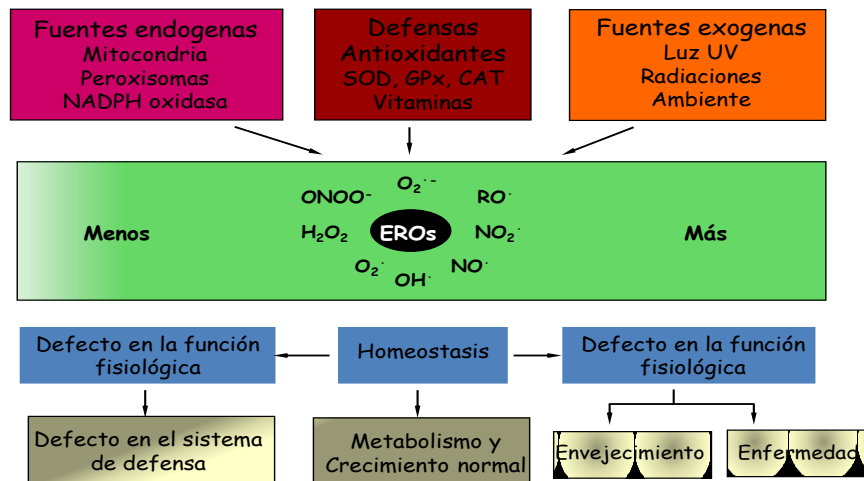 Fuentes endogenas
Mitocondria
Peroxisomas
NADPH oxidasa
Defensas
Antioxidantes
SOD, GPx, CAT
Vitaminas
Fuentes exogenas
Luz UV
Radiaciones
Ambiente
Menos
ONOO⁻
O₂˙⁻
RO˙
H₂O₂
EROs
NO₂˙
O₂˙
OH˙
NO˙
Más
Defecto en la función
fisiológica
Homeostasis
Defecto en la función
fisiológica
Defecto en el sistema
de defensa
Metabolismo y
Crecimiento normal
Envejecimiento
Enfermedad